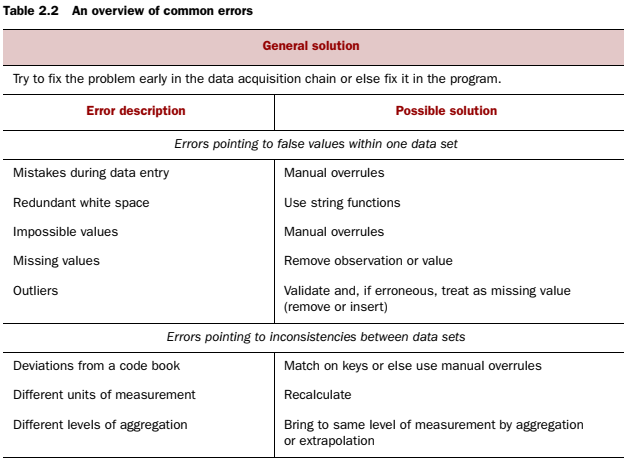 Table 2.2 An overview of common errors
General solution
Try to fix the problem early in the data acquisition chain or else fix it in the program.
Error description Possible solution
Errors pointing to false values within one data set
Mistakes during data entry Manual overrules
Redundant white space Use string functions
Impossible values Manual overrules
Missing values Remove observation or value
Outliers Validate and, if erroneous, treat as missing value
(remove or insert)
Errors pointing to inconsistencies between data sets
Deviations from a code book Match on keys or else use manual overrules
Different units of measurement Recalculate
Different levels of aggregation Bring to same level of measurement by aggregation
or extrapolation